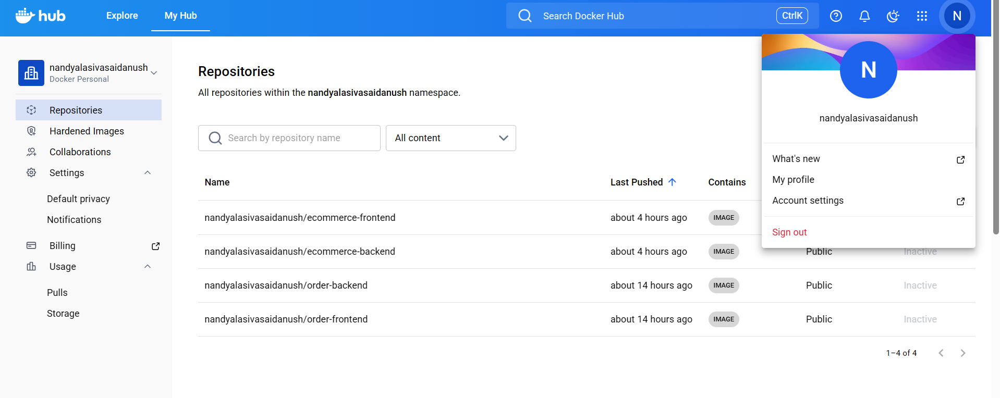 hub
Explore
My Hub
Search Docker Hub
CtrlK
N
nandyalasivasaidanush
Docker Personal
Repositories
Hardened Images
Collaborations
Settings
Default privacy
Notifications
Billing
Usage
Pulls
Storage
Repositories
All repositories within the nandyalasivasaidanush namespace.
Search by repository name
All content
Name Last Pushed Contains
nandyalasivasaidanush/ecommerce-frontend about 4 hours ago IMAGE
nandyalasivasaidanush/ecommerce-backend about 4 hours ago IMAGE Public Inactive
nandyalasivasaidanush/order-backend about 14 hours ago IMAGE Public Inactive
nandyalasivasaidanush/order-frontend about 14 hours ago IMAGE Public Inactive
1–4 of 4
N
nandyalasivasaidanush
What's new
My profile
Account settings
Sign out